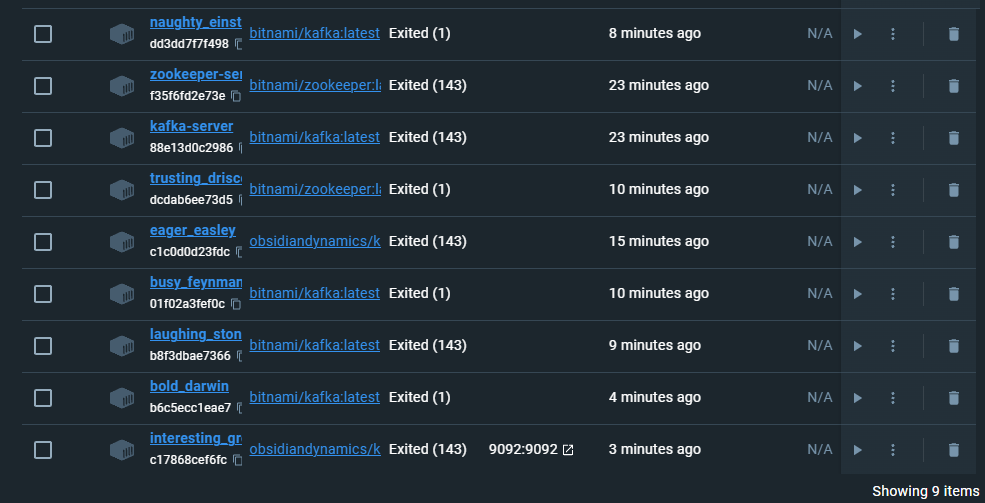 naughty_einst
dd3dd7f7f498
bitnami/kafka:latest
Exited (1)
8 minutes ago
N/A
zookeeper-ser
f35f6fd2e73e
bitnami/zookeeper:la
Exited (143)
23 minutes ago
N/A
kafka-server
88e13d0c2986
bitnami/kafka:latest
Exited (143)
23 minutes ago
N/A
trusting_drisc
dcdab6ee73d5
bitnami/zookeeper:la
Exited (1)
10 minutes ago
N/A
eager_easley
c1c0d0d23fdc
obsidiandynamics/k
Exited (143)
15 minutes ago
N/A
busy_feynman
01f02a3fef0c
bitnami/kafka:latest
Exited (1)
10 minutes ago
N/A
laughing_ston
b8f3dbae7366
bitnami/kafka:latest
Exited (143)
9 minutes ago
N/A
bold_darwin
b6c5ecc1eae7
bitnami/kafka:latest
Exited (1)
4 minutes ago
N/A
interesting_gr
c17868cef6fc
obsidiandynamics/k
Exited (143)
9092:9092
3 minutes ago
N/A
Showing 9 items